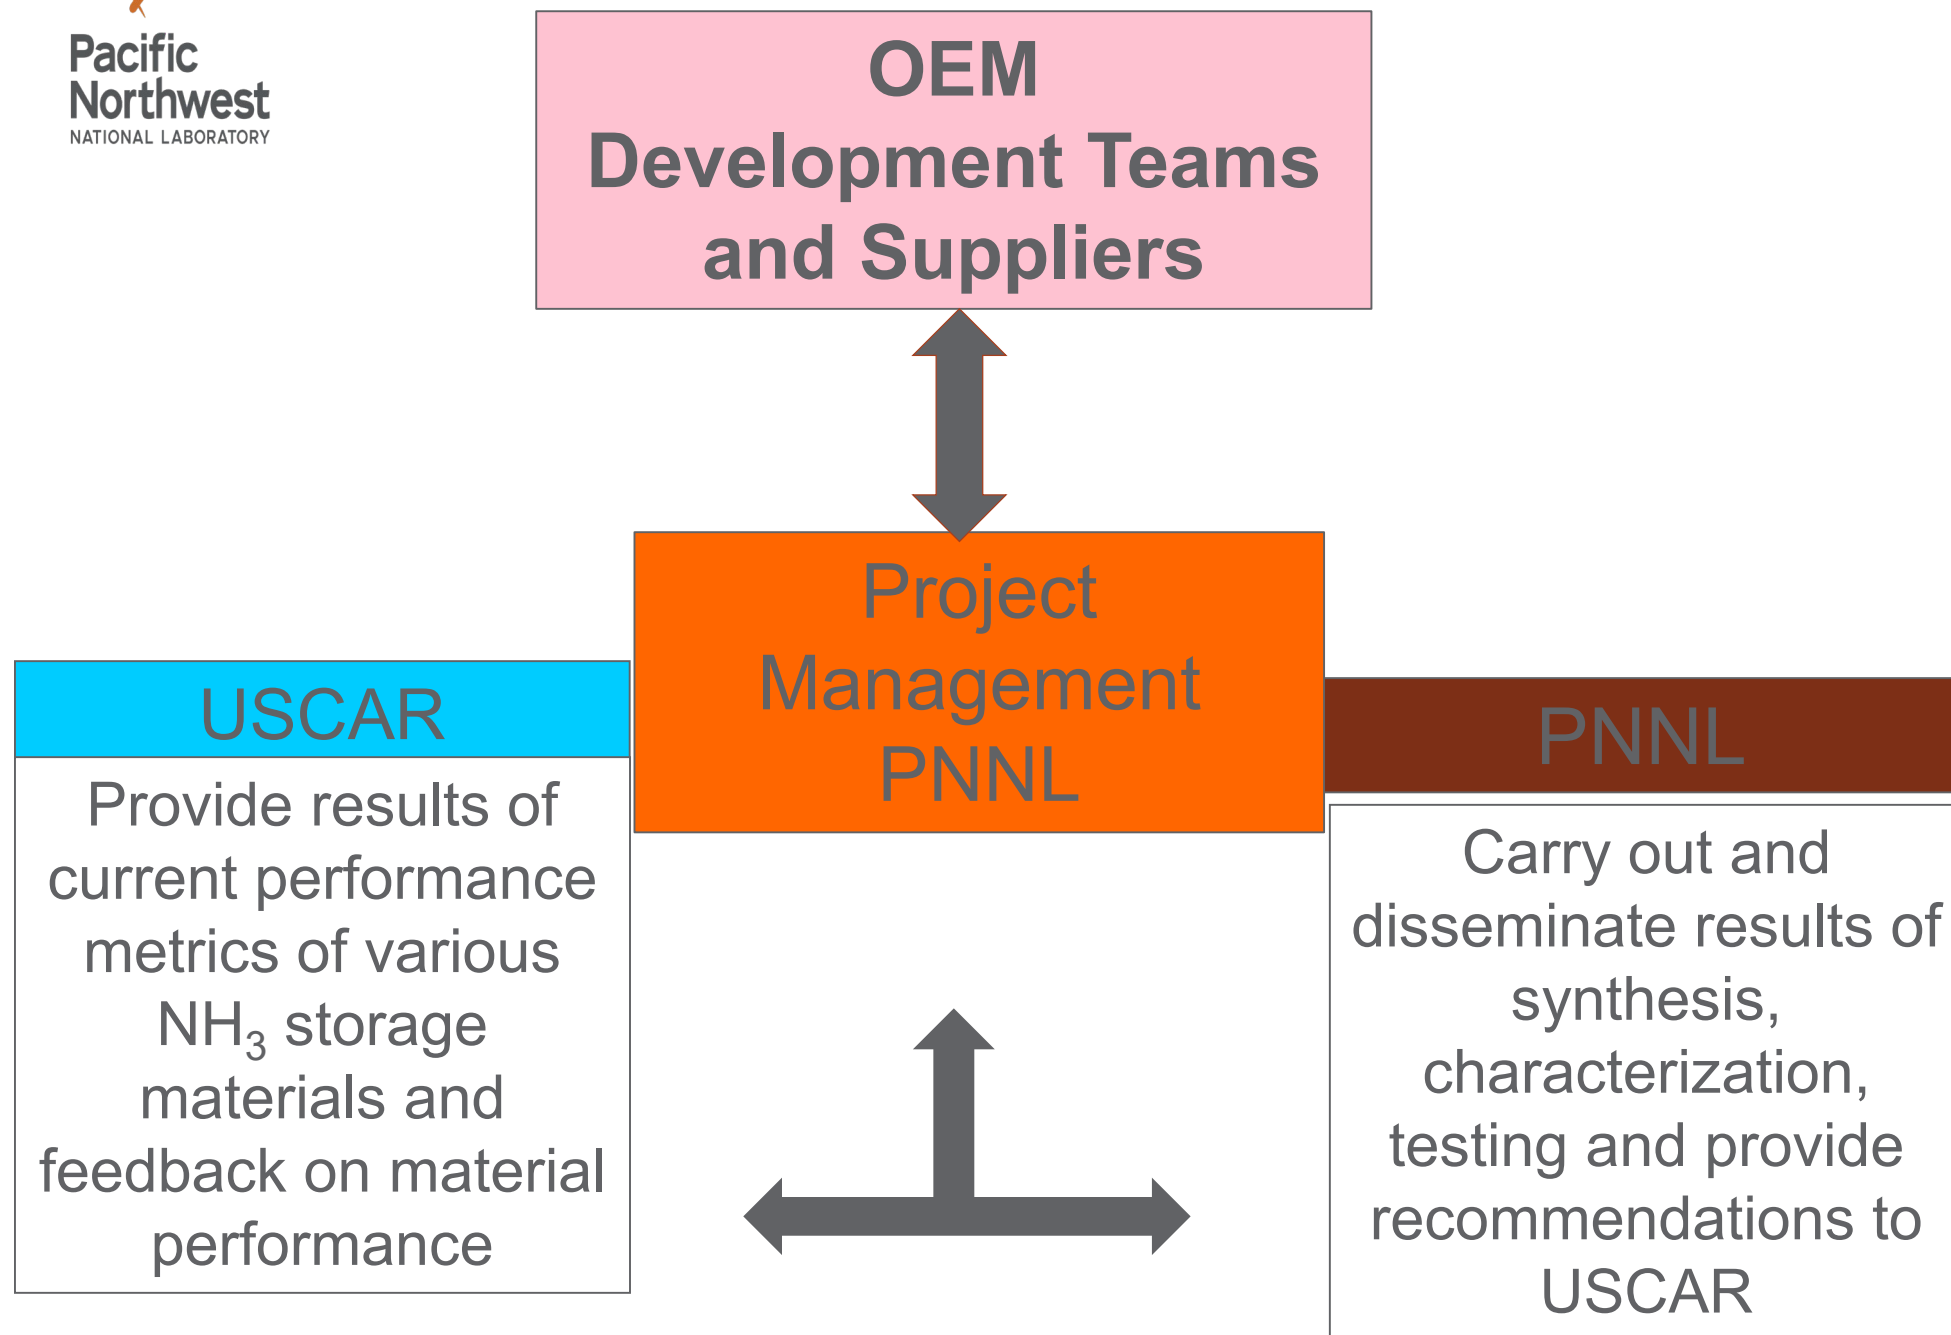 Pacific
Northwest
NATIONAL LABORATORY
OEM
Development Teams
and Suppliers
Project
Management
PNNL
USCAR
Provide results of
current performance
metrics of various
NH₃ storage
materials and
feedback on material
performance
PNNL
Carry out and
disseminate results of
synthesis,
characterization,
testing and provide
recommendations to
USCAR